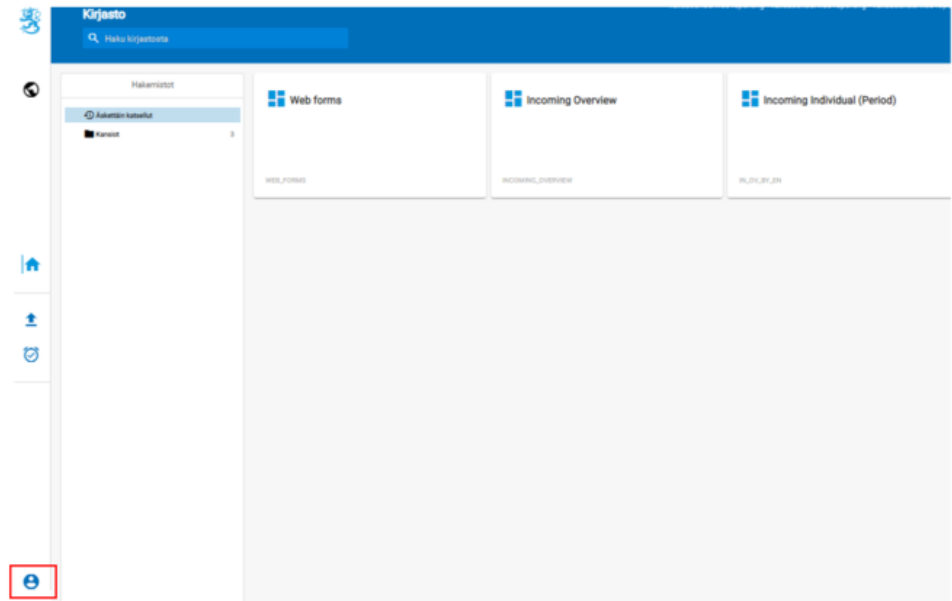 Kirjasto
Haku kirjastosta
Hakemistot
Äskettäin katsellut
Kansiot 3
Web forms
WEB_FORMS
Incoming Overview
INCOMING_OVERVIEW
Incoming Individual (Period)
IN_OV_BY_EN